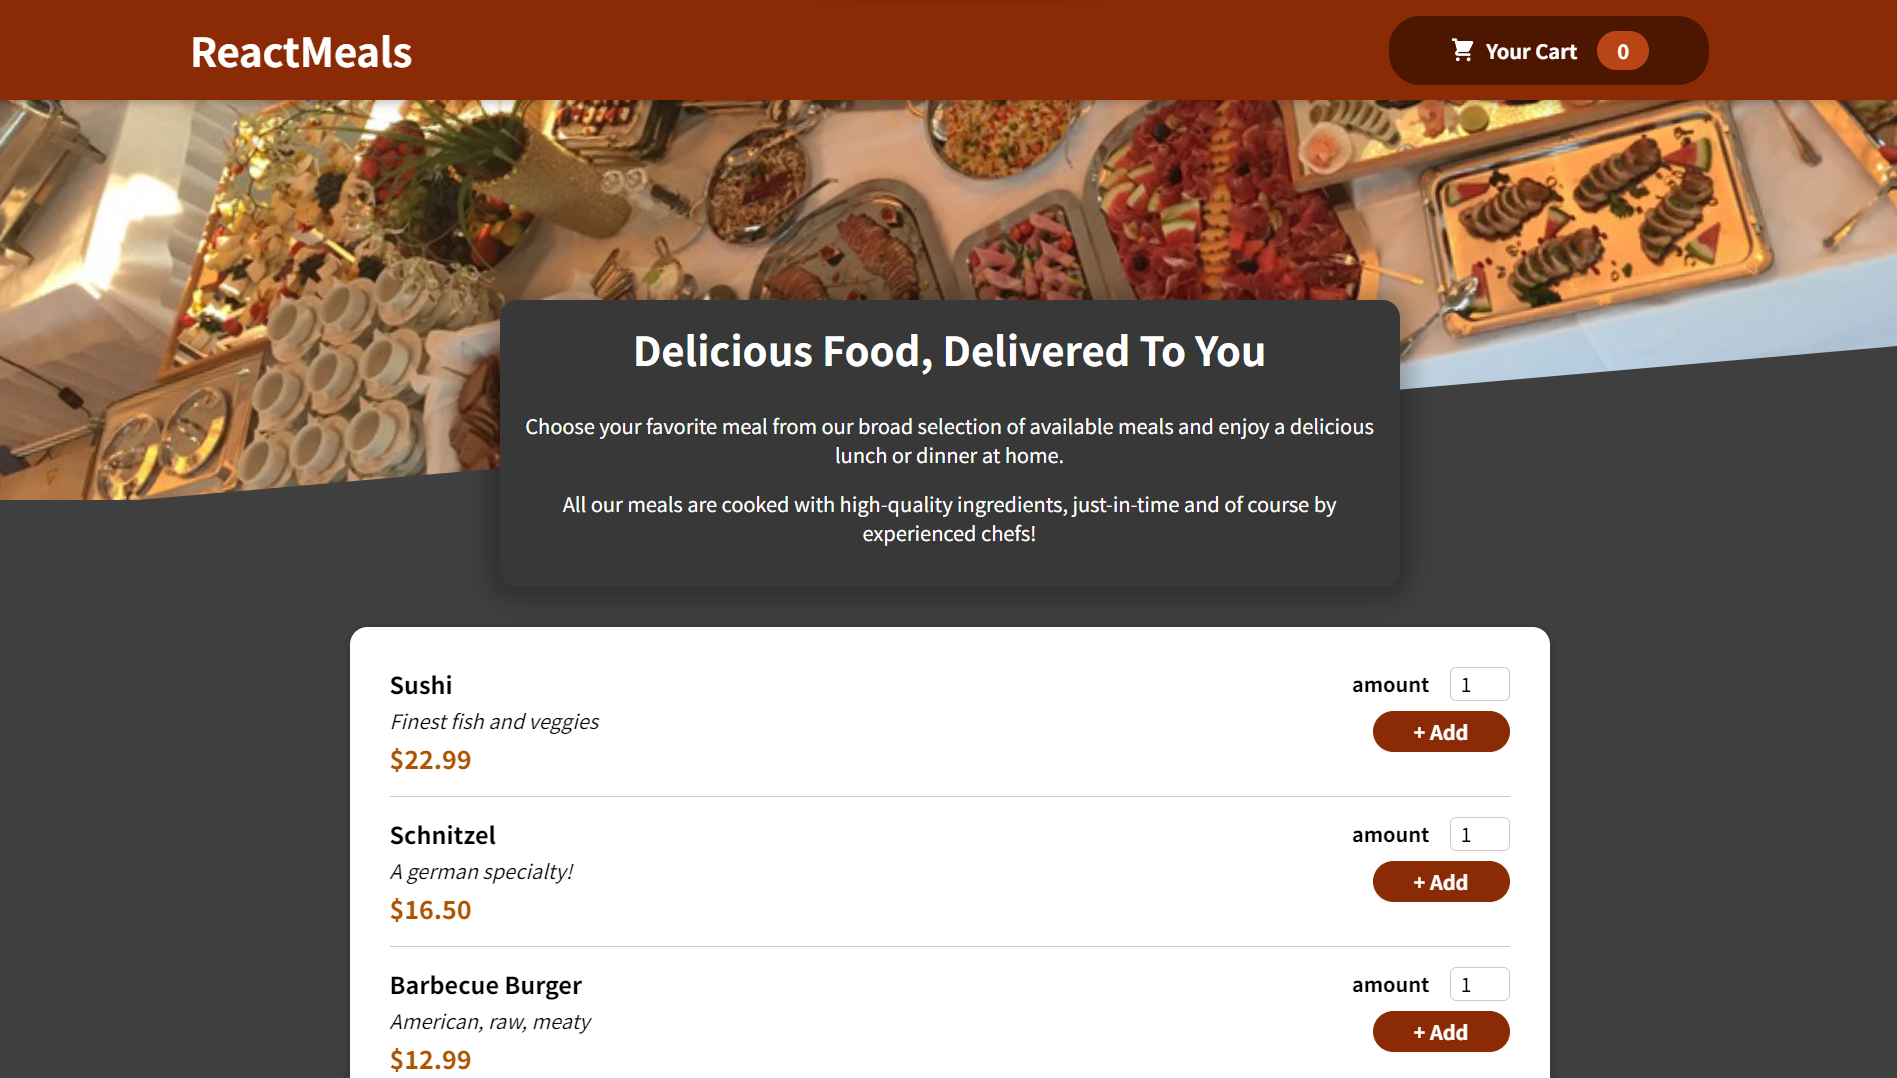 ReactMeals
Your Cart 0
Delicious Food, Delivered To You
Choose your favorite meal from our broad selection of available meals and enjoy a delicious
lunch or dinner at home.
All our meals are cooked with high-quality ingredients, just-in-time and of course by
experienced chefs!
Sushi
Finest fish and veggies
$22.99
amount 1
+ Add
Schnitzel
A german specialty!
$16.50
amount 1
+ Add
Barbecue Burger
American, raw, meaty
$12.99
amount 1
+ Add